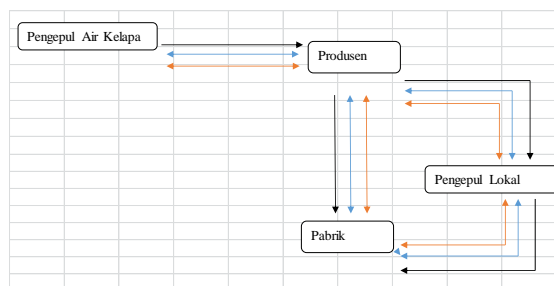 Pengepul Air Kelapa
Produsen
Pengepul Lokal
Pabrik